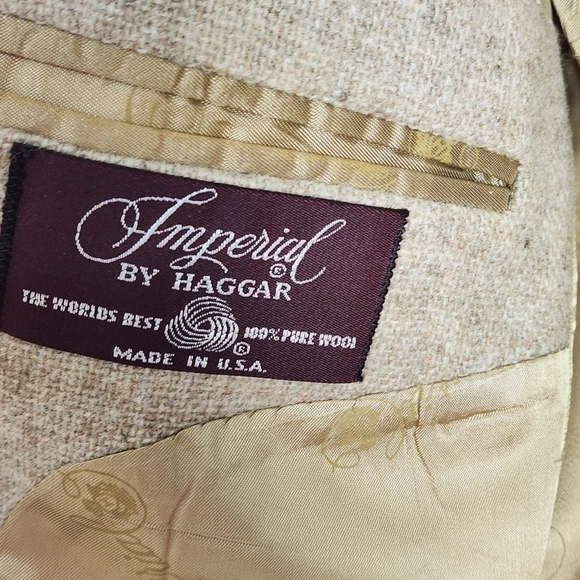 Imperial®
BY HAGGAR
THE WORLDS BEST 100% PURE WOOL
®
MADE IN U.S.A.